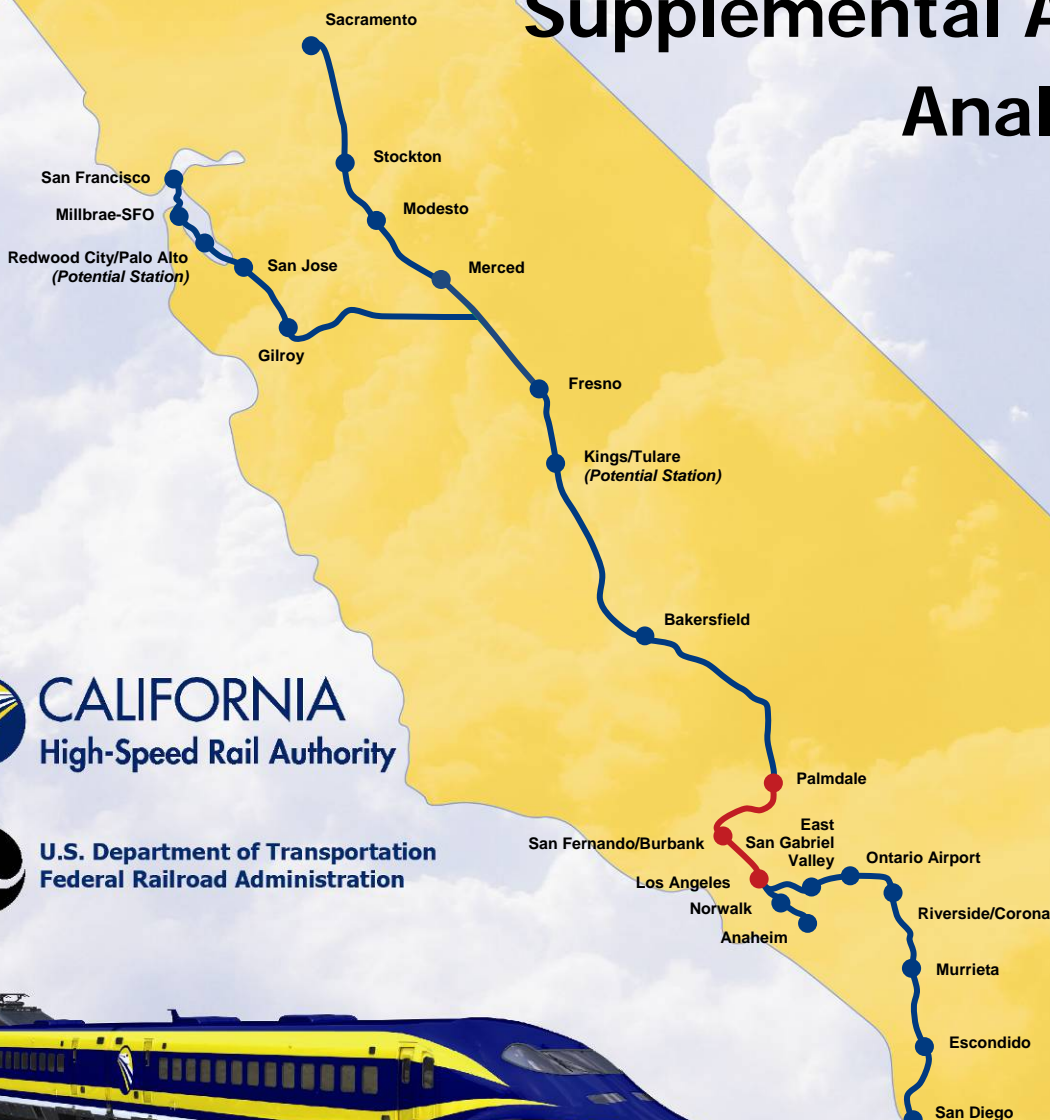 Supplemental A
Anal
Sacramento
Stockton
San Francisco
Modesto
Millbrae-SFO
Redwood City/Palo Alto
(Potential Station)
San Jose
Merced
Gilroy
Fresno
Kings/Tulare
(Potential Station)
Bakersfield
CALIFORNIA
High-Speed Rail Authority
Palmdale
East
San Gabriel
Valley
San Fernando/Burbank
U.S. Department of Transportation
Federal Railroad Administration
Ontario Airport
Los Angeles
Norwalk
Riverside/Corona
Anaheim
Murrieta
Escondido
San Diego